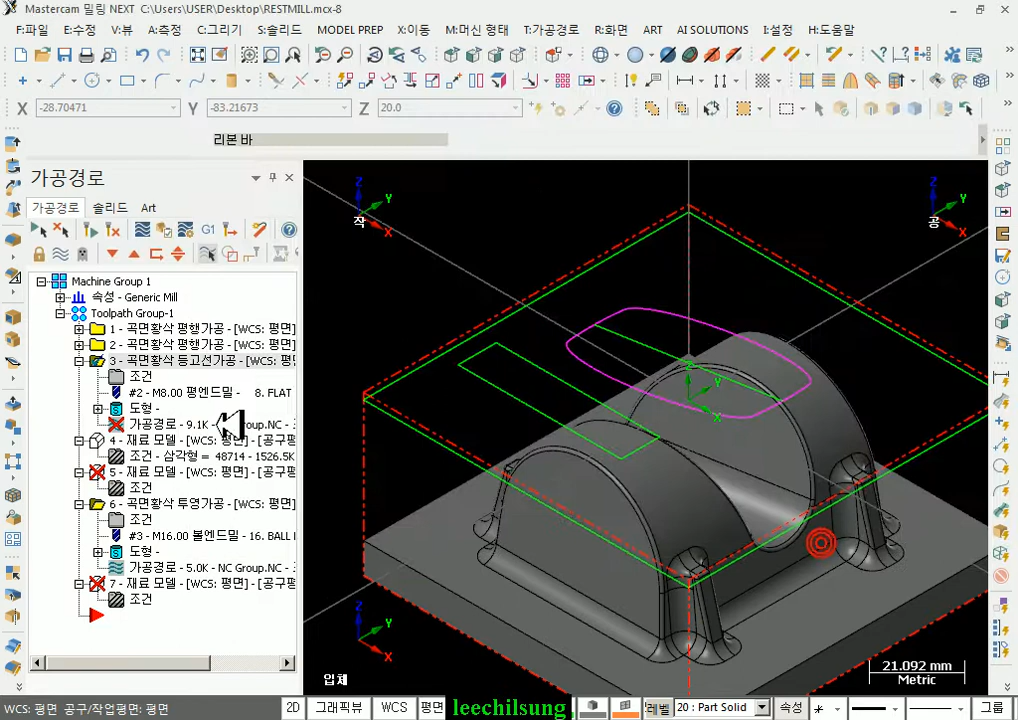 Mastercam 밀링 NEXT  C:\Users\USER\Desktop\RESTMILL.mcx-8
F:파일 E:수정 V:뷰 A:측정 C:그리기 S:솔리드 MODEL PREP X:이동 M:머신 형태 T:가공경로 R:화면 ART AI SOLUTIONS I:설정 H:도움말
X -28.70471 Y -83.21673 Z 20.0
리본 바
가공경로
가공경로 솔리드 Art
G1
Machine Group 1
속성 - Generic Mill
Toolpath Group-1
1 - 곡면황삭 평행가공 - [WCS: 평면]
2 - 곡면황삭 평행가공 - [WCS: 평면]
3 - 곡면황삭 등고선가공 - [WCS: 평면
조건
#2 - M8.00 평엔드밀 - 8. FLAT
도형 -
가공경로 - 9.1K - Group.NC -
4 - 재료 모델 - [WCS: 평면] - [공구평
조건 - 삼각형 = 48714 - 1526.5K
5 - 재료 모델 - [WCS: 평면] - [공구평
조건
6 - 곡면황삭 투영가공 - [WCS: 평면]
조건
#3 - M16.00 볼엔드밀 - 16. BALL
도형 -
가공경로 - 5.0K - NC Group.NC -
7 - 재료 모델 - [WCS: 평면] - [공구평
조건
Z Y X 작
Z Y X 공
Z Y X
Z Y X
입체
21.092 mm
Metric
WCS: 평면 공구/작업평면: 평면 2D 그래픽뷰 WCS 평면 leechilsung 레벨 20 : Part Solid 속성 그룹